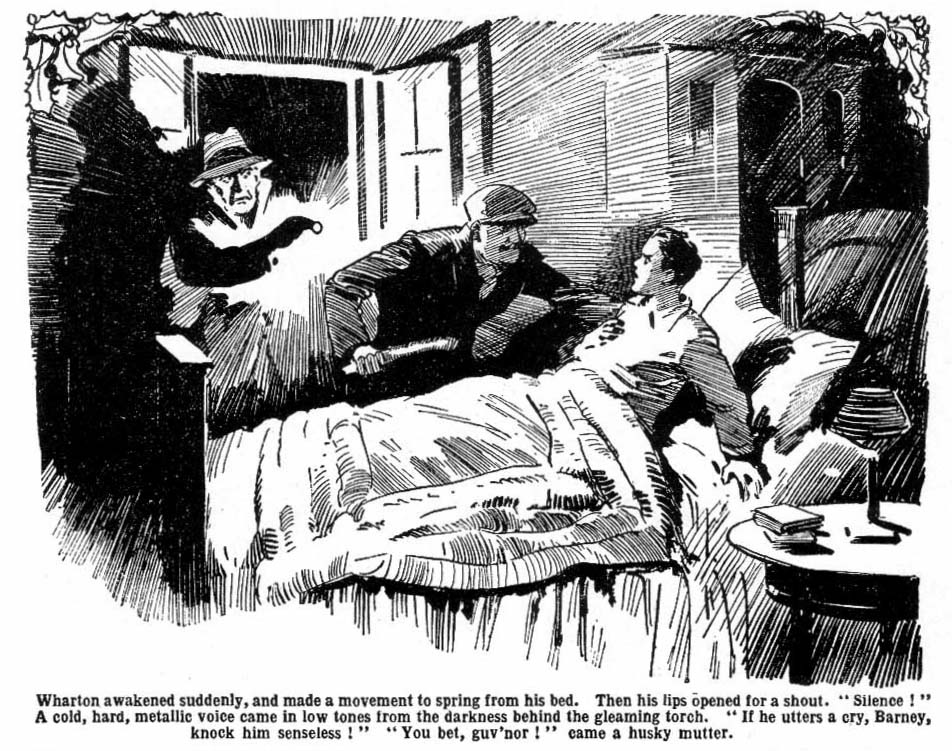 Wharton awakened suddenly, and made a movement to spring from his bed. Then his lips opened for a shout. “ Silence ! ”
A cold, hard, metallic voice came in low tones from the darkness behind the gleaming torch. “ If he utters a cry, Barney,
knock him senseless ! ” “ You bet, guv'nor ! ” came a husky mutter.